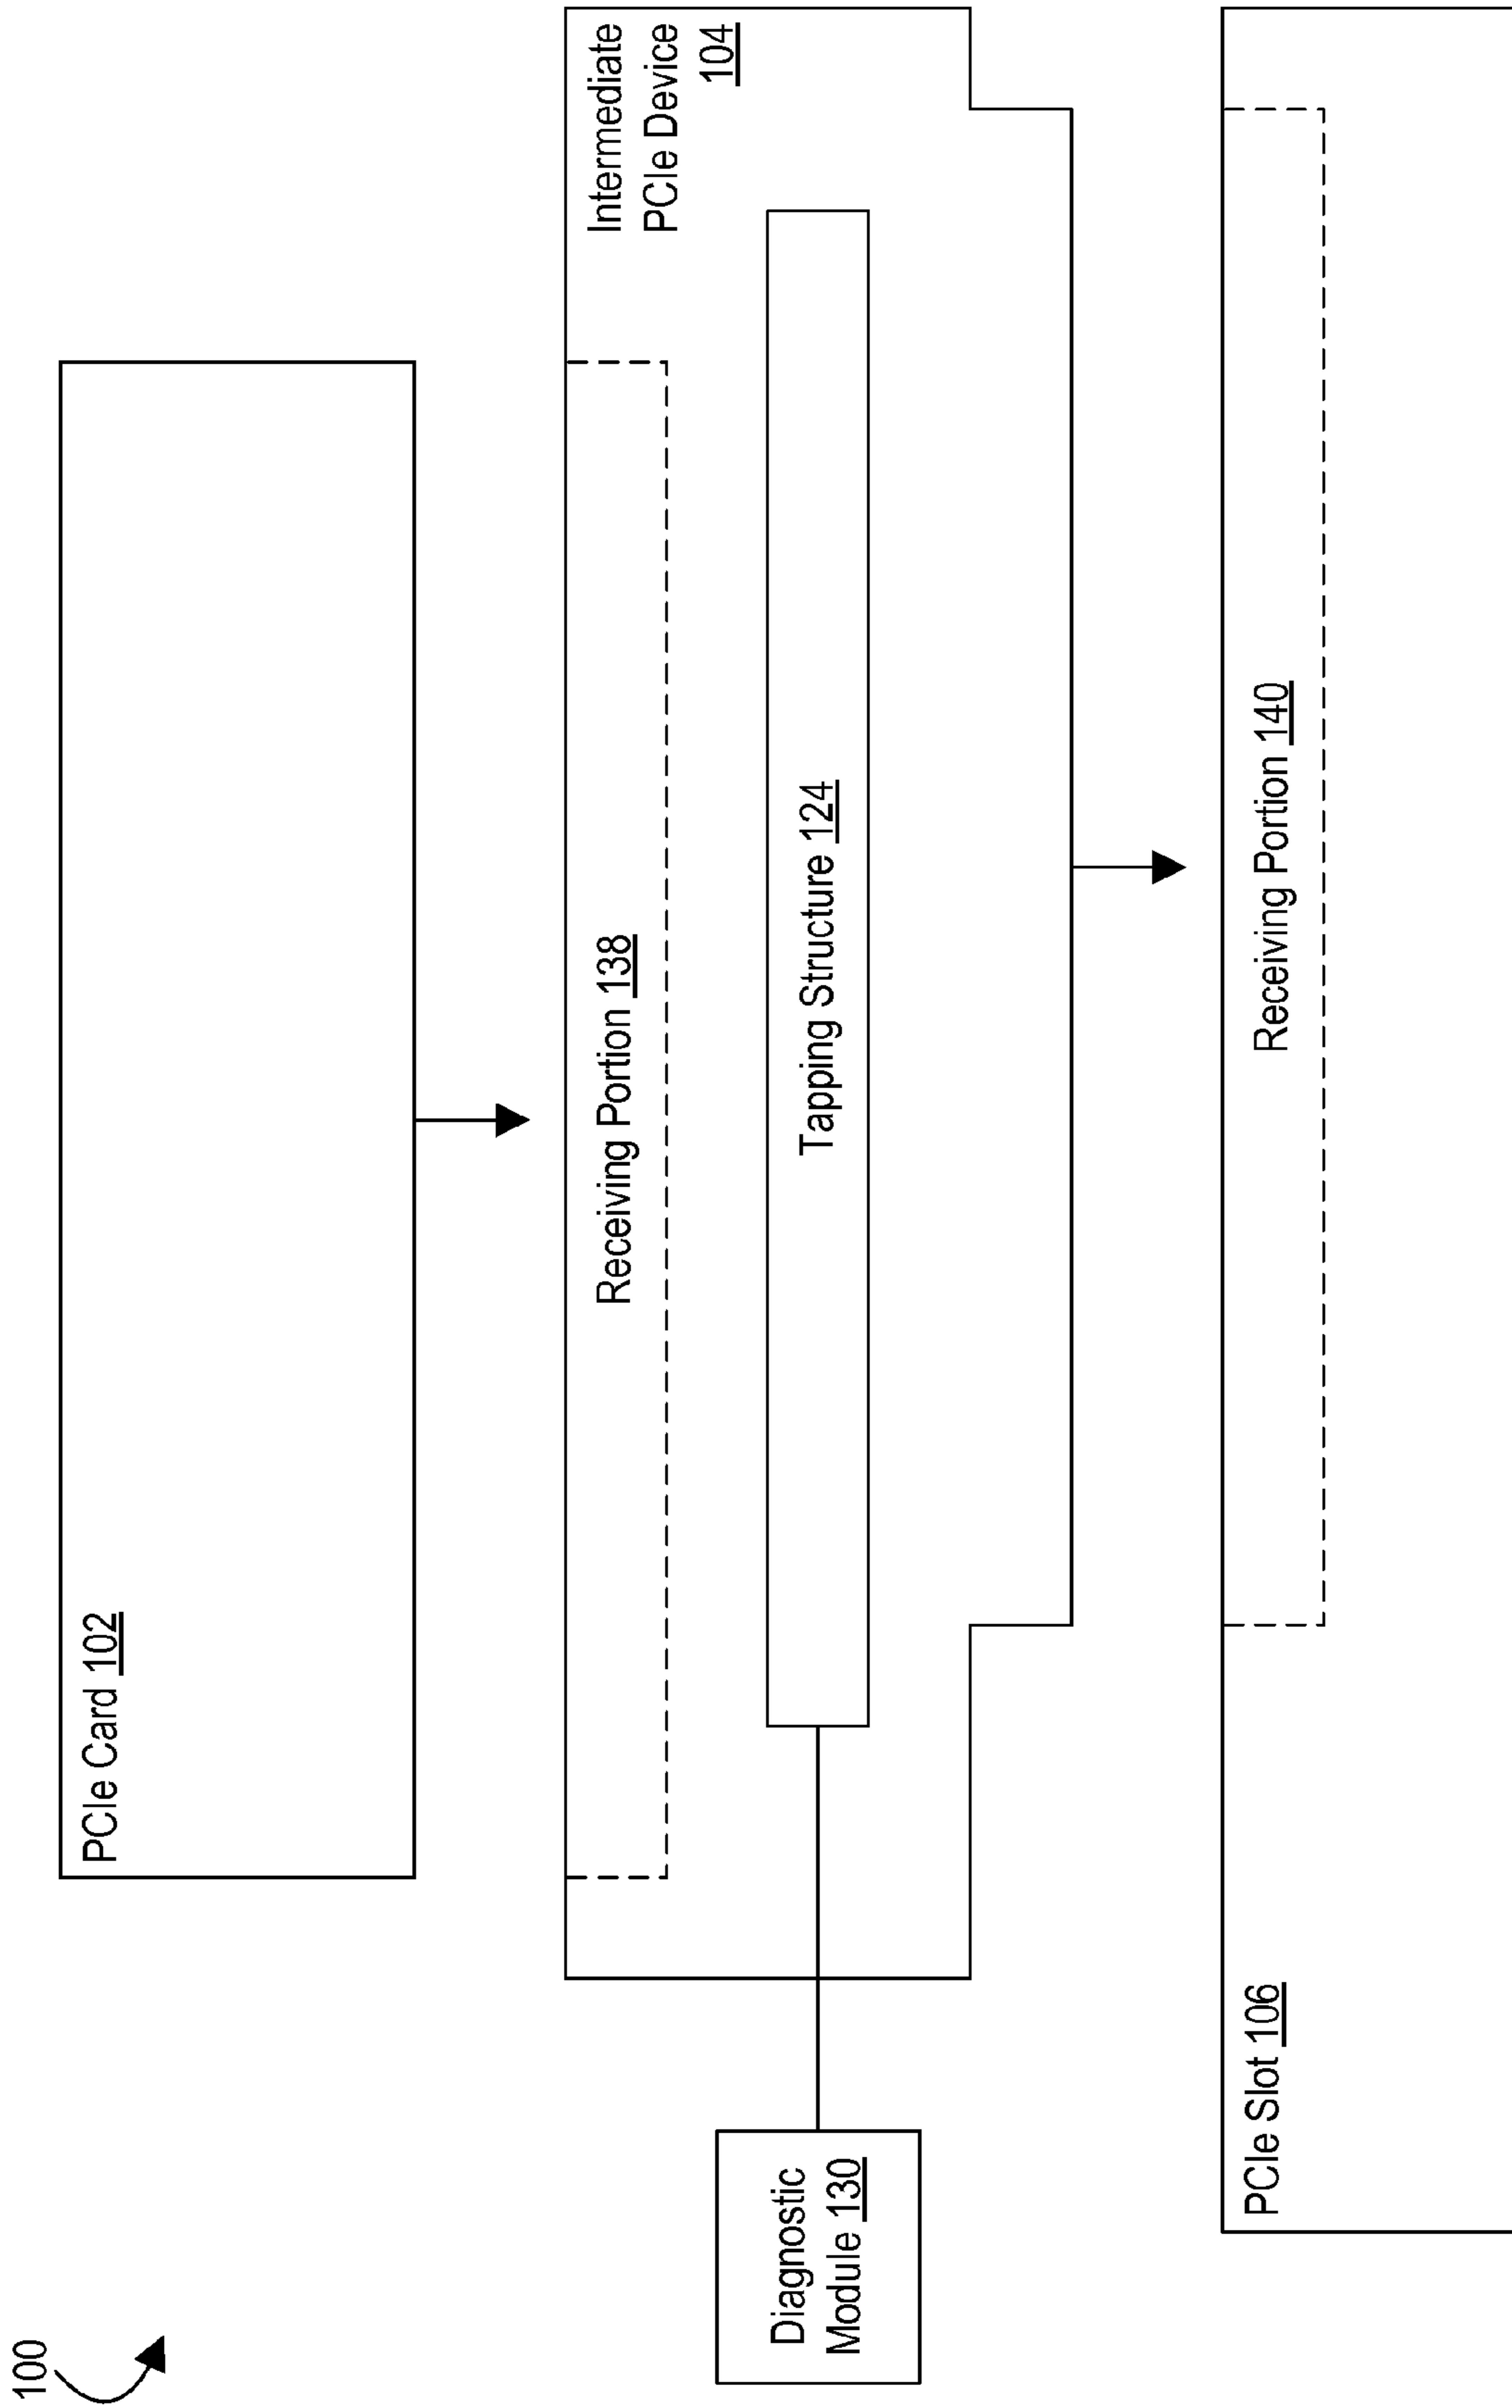 100
PCIe Card 102
Intermediate
PCIe Device
104
Receiving Portion 138
Tapping Structure 124
Diagnostic
Module 130
PCIe Slot 106
Receiving Portion 140